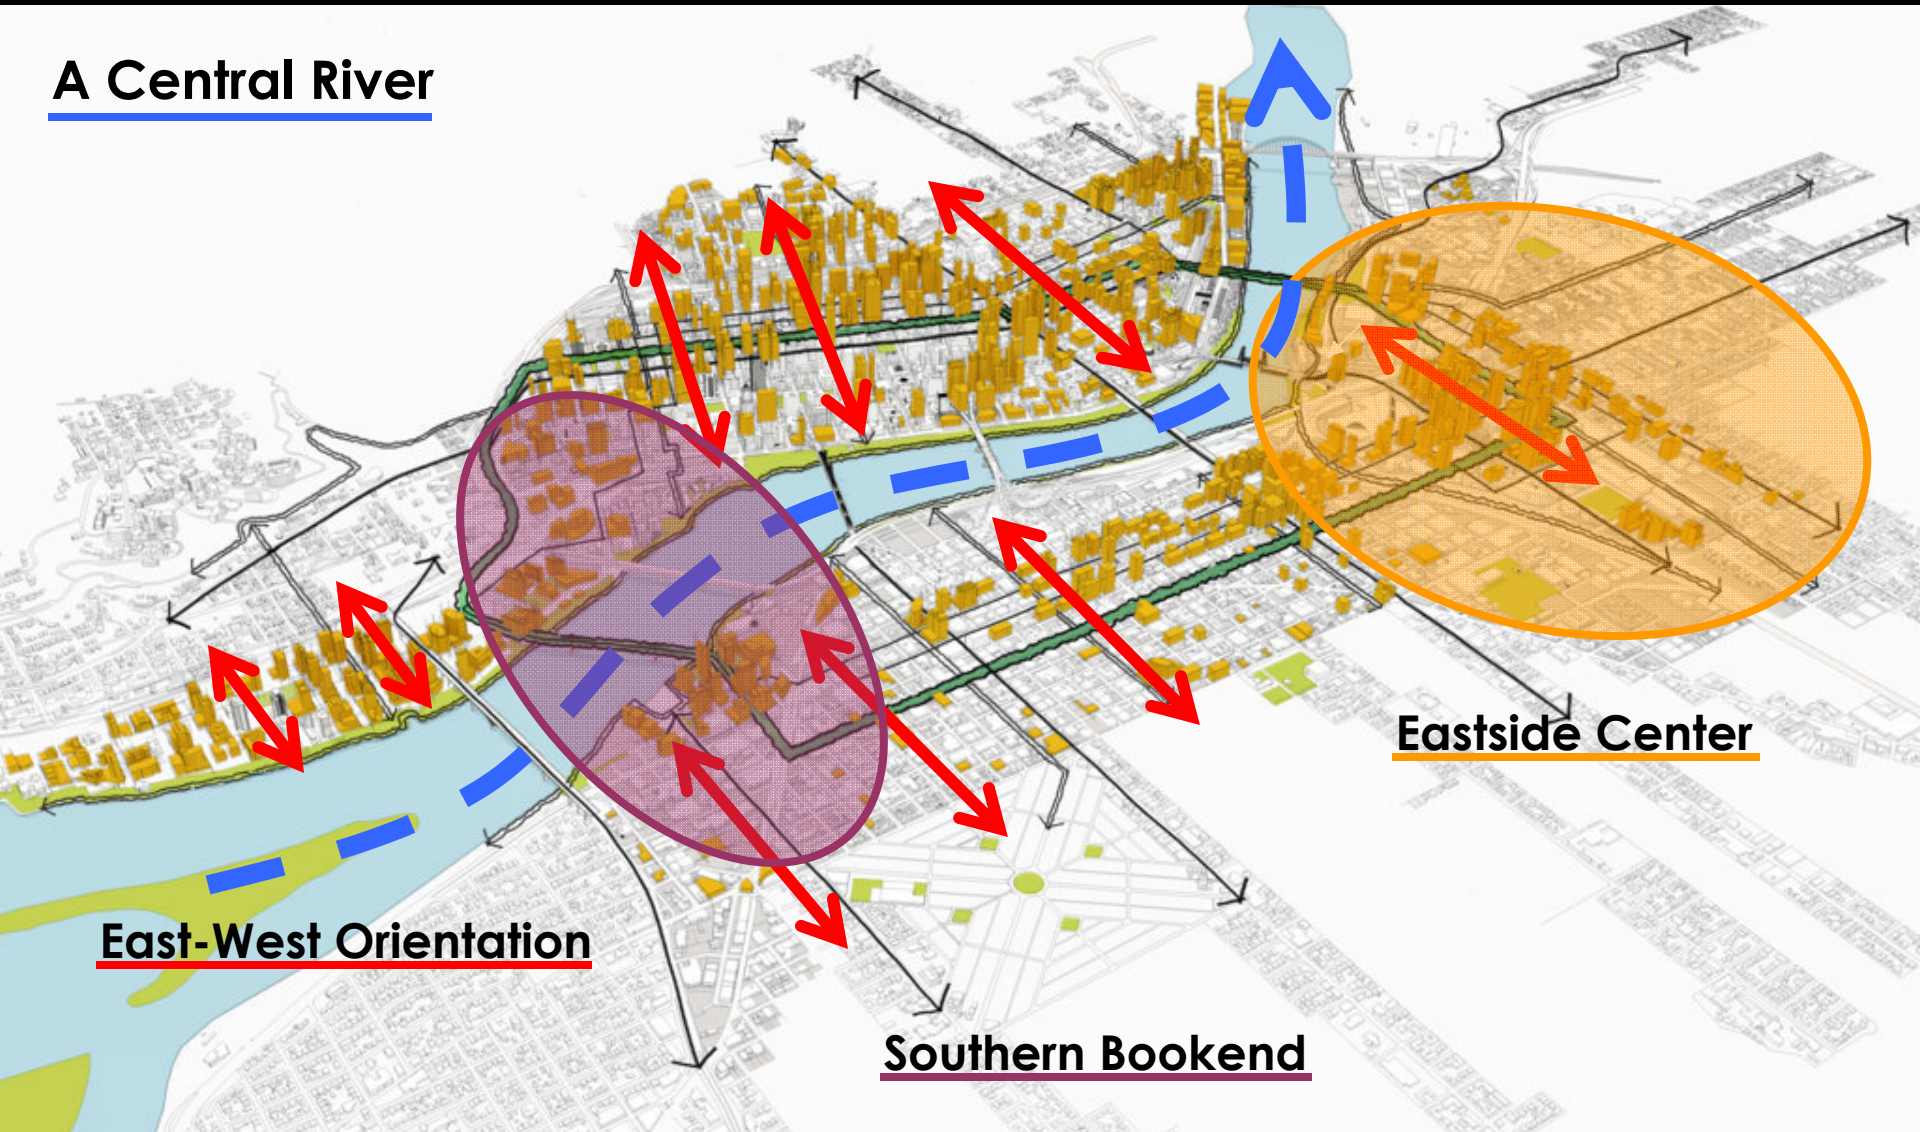 A Central River
Eastside Center
East-West Orientation
Southern Bookend